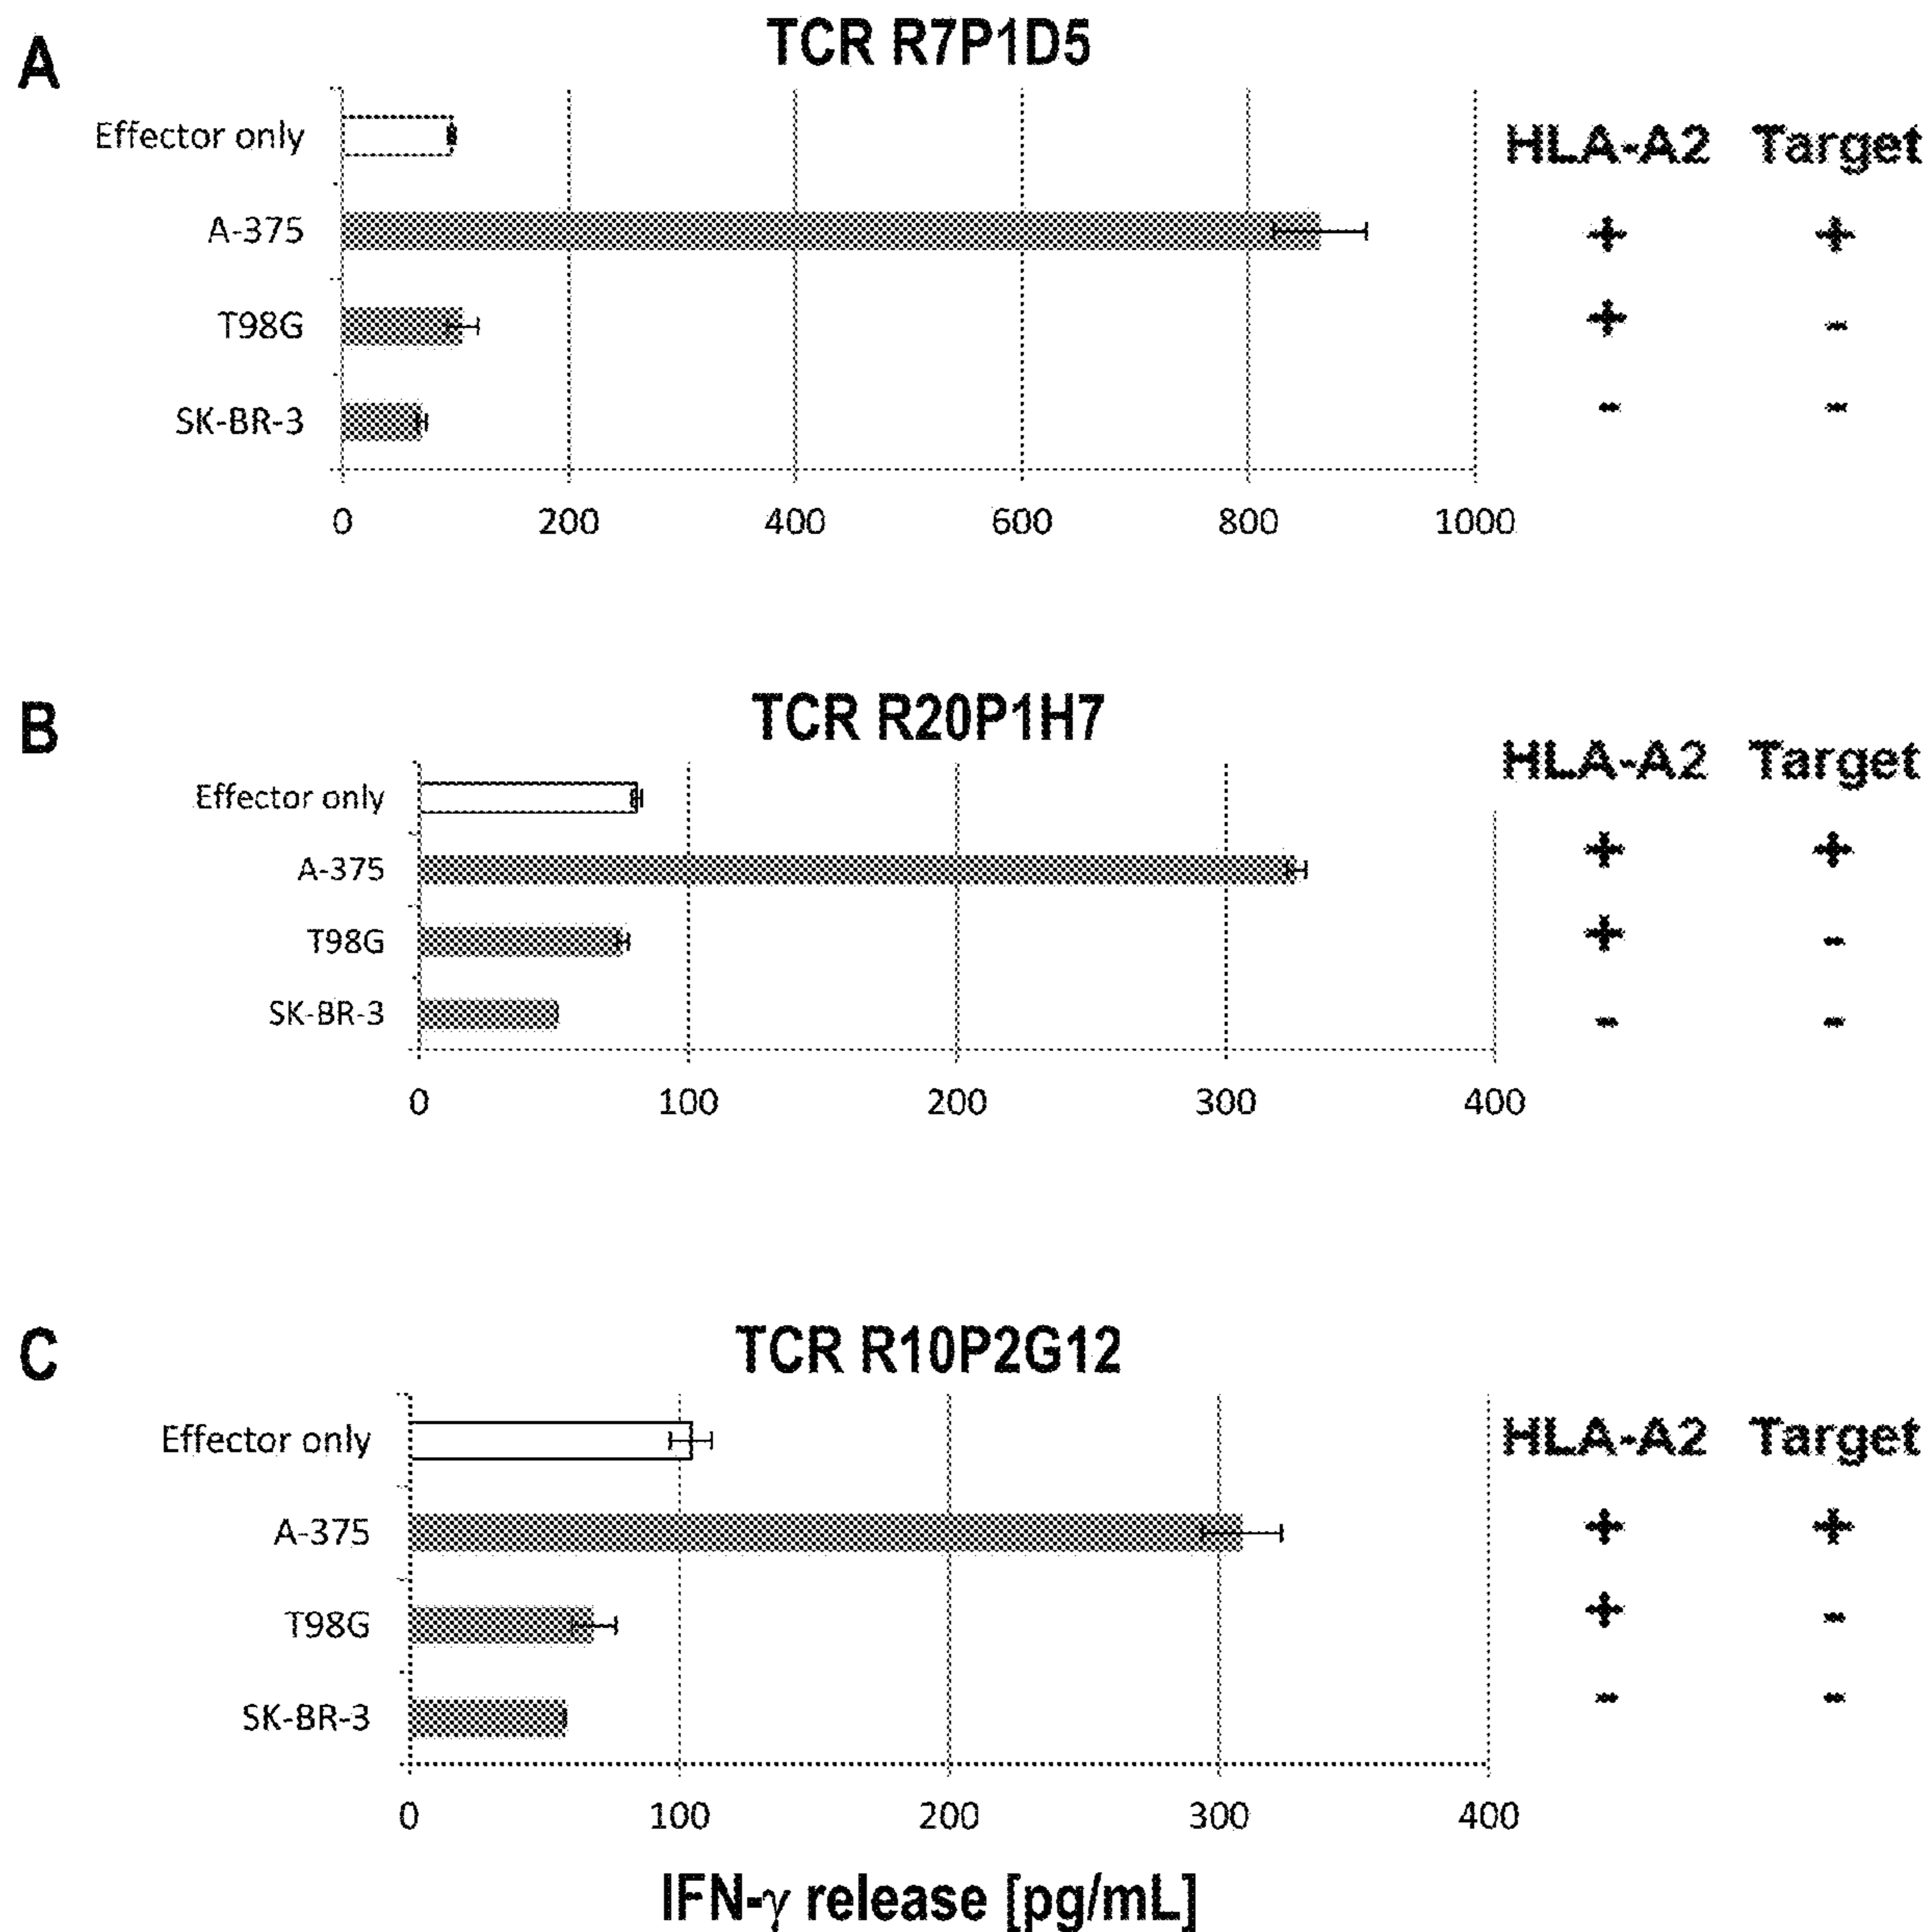 A
TCR R7P1D5
HLA-A2 Target
Effector only
A-375 + +
T98G + -
SK-BR-3 - -
0 200 400 600 800 1000
B
TCR R20P1H7
HLA-A2 Target
Effector only
A-375 + +
T98G + -
SK-BR-3 - -
0 100 200 300 400
C
TCR R10P2G12
HLA-A2 Target
Effector only
A-375 + +
T98G + -
SK-BR-3 - -
0 100 200 300 400
IFN-γ release [pg/mL]